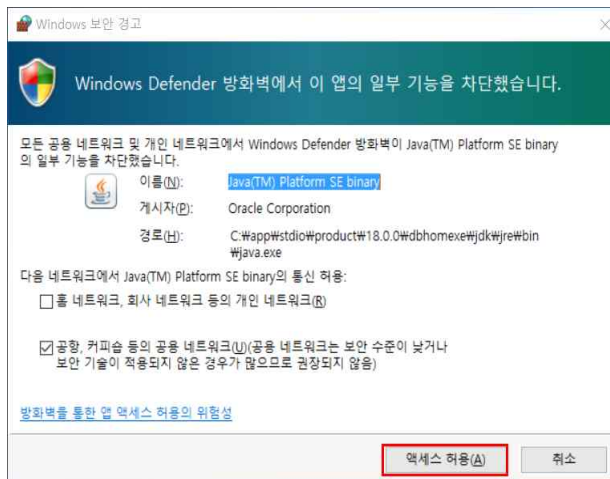 Windows 보안 경고
Windows Defender 방화벽에서 이 앱의 일부 기능을 차단했습니다.
모든 공용 네트워크 및 개인 네트워크에서 Windows Defender 방화벽이 Java(TM) Platform SE binary
의 일부 기능을 차단했습니다.
이름(N): Java(TM) Platform SE binary
게시자(P): Oracle Corporation
경로(H): C:₩app₩stdio₩product₩18.0.0₩dbhomexe₩jdk₩jre₩bin
₩java.exe
다음 네트워크에서 Java(TM) Platform SE binary의 통신 허용:
홈 네트워크, 회사 네트워크 등의 개인 네트워크(R)
공항, 커피숍 등의 공용 네트워크(U)(공용 네트워크는 보안 수준이 낮거나
보안 기술이 적용되지 않은 경우가 많으므로 권장되지 않음)
방화벽을 통한 앱 액세스 허용의 위험성
액세스 허용(A) 취소